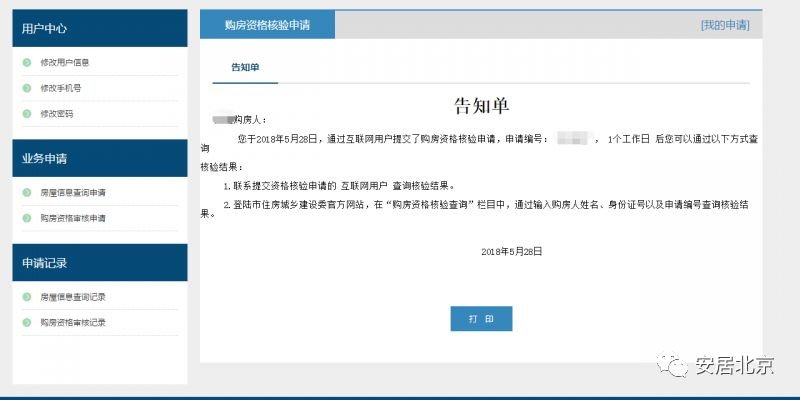 用户中心
修改用户信息
修改手机号
修改密码
业务申请
房屋信息查询申请
购房资格审核申请
申请记录
房屋信息查询记录
购房资格审核记录
购房资格核验申请
[我的申请]
告知单
告知单
购房人：
您于2018年5月28日，通过互联网用户提交了购房资格核验申请，申请编号： ， 1个工作日 后您可以通过以下方式查
询
核验结果：
1.联系提交资格核验申请的 互联网用户 查询核验结果。
2.登陆市住房城乡建设委官方网站，在“购房资格核验查询”栏目中，通过输入购房人姓名、身份证号以及申请编号查询核验结
果。
2018年5月28日
打 印
安居北京